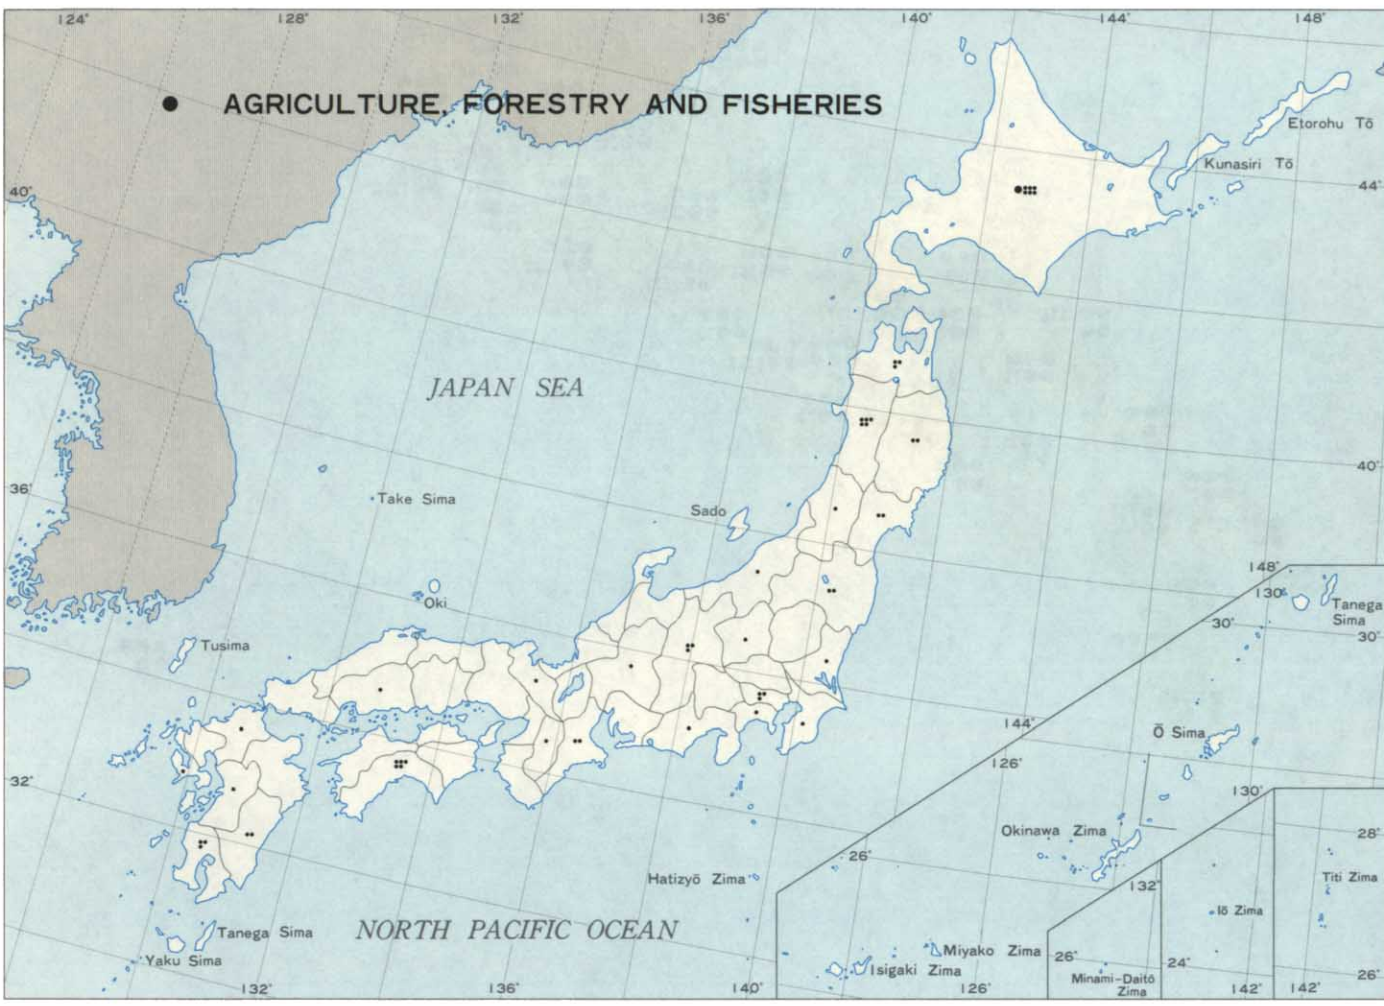 124° 128° 132° 136° 140° 144° 148°
AGRICULTURE, FORESTRY AND FISHERIES
Etorohu Tō
Kunasiri Tō
40°
44°
JAPAN SEA
40°
36°
Take Sima
Sado
148°
130°
Oki
Tanega
Sima
30°
30°
Tusima
144°
Ō Sima
126°
32°
130°
Okinawa Zima
28°
26°
Hatizyō Zima
132°
Titi Zima
Iō Zima
Tanega Sima
NORTH PACIFIC OCEAN
Miyako Zima
26°
Yaku Sima
Isigaki Zima
24°
26°
Minami-Daitō
Zima
132° 136° 140° 126° 142° 142°